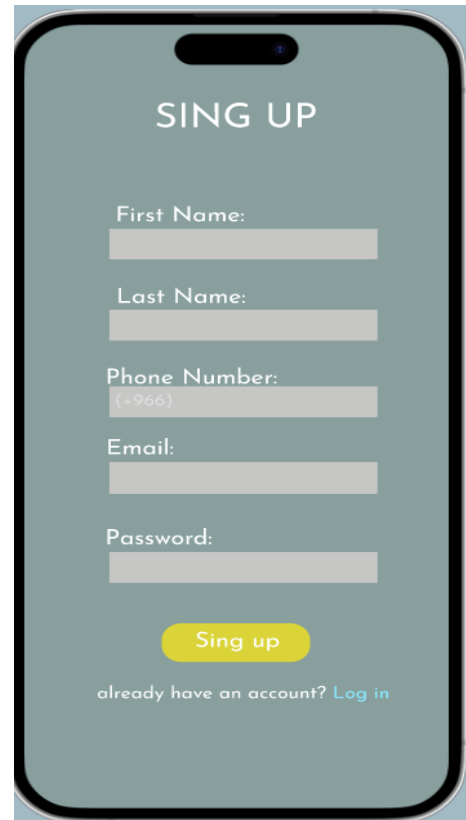 SING UP
First Name:
Last Name:
Phone Number:
(+966)
Email:
Password:
Sing up
already have an account? Log in